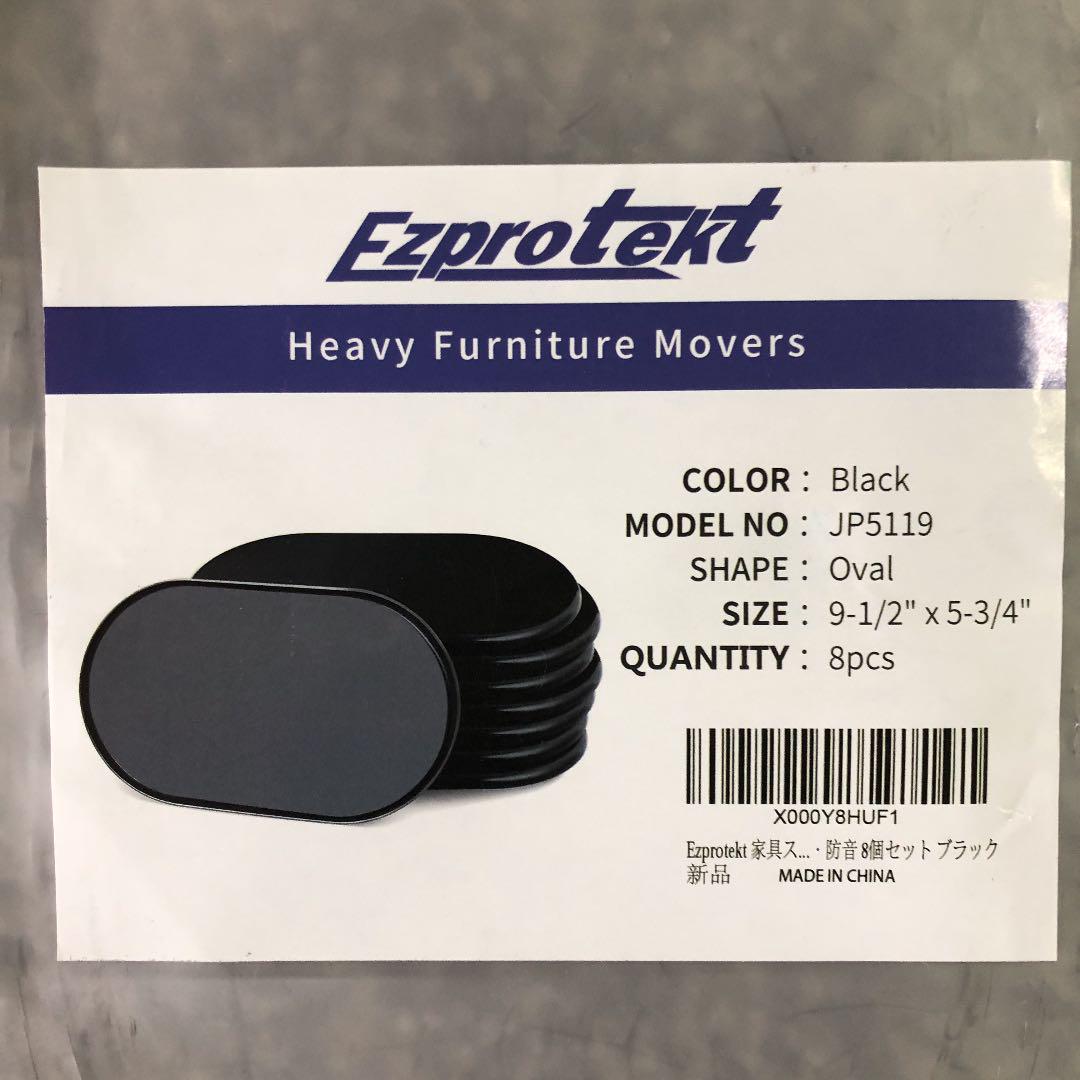 Ezprotekt
Heavy Furniture Movers
COLOR： Black
MODEL NO： JP5119
SHAPE： Oval
SIZE： 9-1/2" x 5-3/4"
QUANTITY： 8pcs
X000Y8HUF1
Ezprotekt 家具ス...・防音 8個セット ブラック
新品 MADE IN CHINA